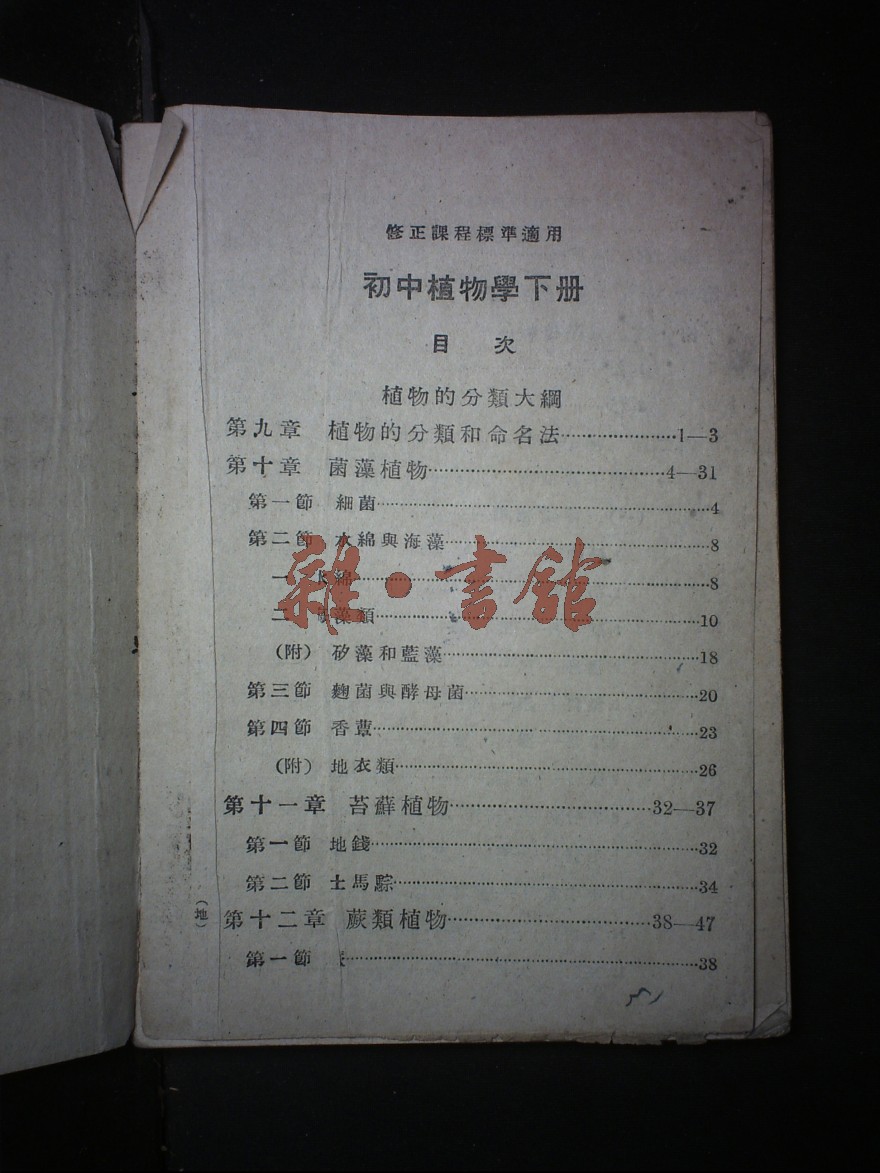 修正課程標準適用
初中植物學下册
目 次
植物的分類大綱
第九章 植物的分類和命名法……………………1—3
第十章 菌藻植物……………………4—31
第一節 細菌……………………4
第二節 水綿與海藻……………………8
一 水綿……………………8
二 藻類……………………10
(附) 矽藻和藍藻……………………18
第三節 麴菌與酵母菌……………………20
第四節 香蕈……………………23
(附) 地衣類……………………26
第十一章 苔蘚植物……………………32—37
第一節 地錢……………………32
第二節 土馬騌……………………34
第十二章 蕨類植物……………………38—47
第一節 ……………………38
(地)
雜·書館